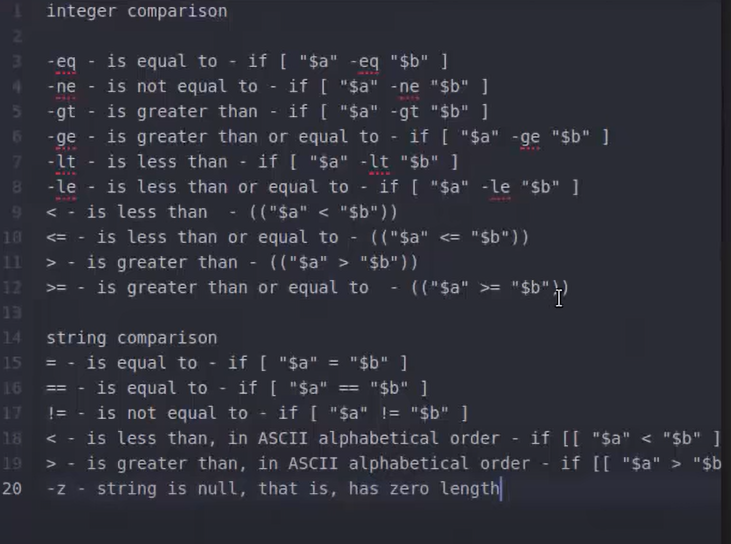 1 integer comparison
2
3 -eq - is equal to - if [ "$a" -eq "$b" ]
4 -ne - is not equal to - if [ "$a" -ne "$b" ]
5 -gt - is greater than - if [ "$a" -gt "$b" ]
6 -ge - is greater than or equal to - if [ "$a" -ge "$b" ]
7 -lt - is less than - if [ "$a" -lt "$b" ]
8 -le - is less than or equal to - if [ "$a" -le "$b" ]
9 < - is less than  - (("$a" < "$b"))
10 <= - is less than or equal to - (("$a" <= "$b"))
11 > - is greater than - (("$a" > "$b"))
12 >= - is greater than or equal to  - (("$a" >= "$b"))
13
14 string comparison
15 = - is equal to - if [ "$a" = "$b" ]
16 == - is equal to - if [ "$a" == "$b" ]
17 != - is not equal to - if [ "$a" != "$b" ]
18 < - is less than, in ASCII alphabetical order - if [[ "$a" < "$b" ]
19 > - is greater than, in ASCII alphabetical order - if [[ "$a" > "$b
20 -z - string is null, that is, has zero length